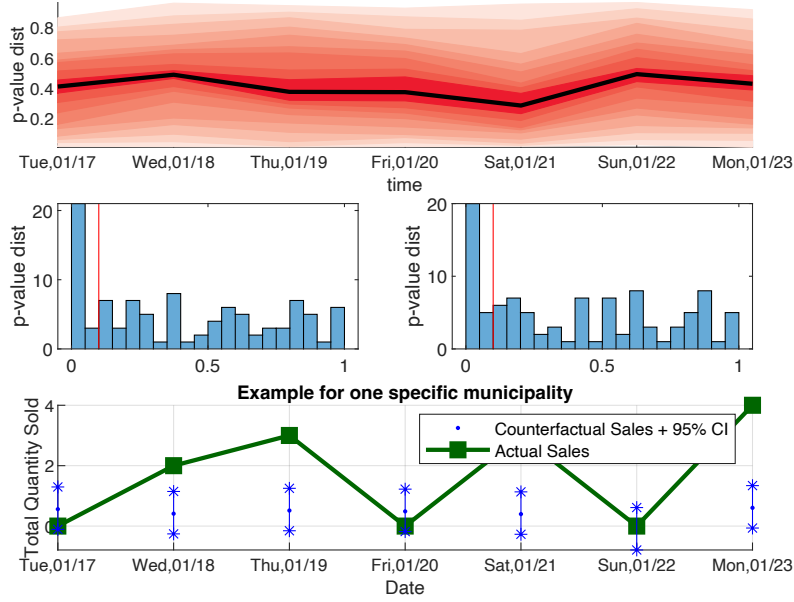 0.8
0.6
0.4
0.2
p-value dist
Tue,01/17 Wed,01/18 Thu,01/19 Fri,01/20 Sat,01/21 Sun,01/22 Mon,01/23
time
20
10
0
p-value dist
0 0.5 1
20
10
0
p-value dist
0 0.5 1
Example for one specific municipality
4
2
Total Quantity Sold
Counterfactual Sales + 95% CI
Actual Sales
Tue,01/17 Wed,01/18 Thu,01/19 Fri,01/20 Sat,01/21 Sun,01/22 Mon,01/23
Date